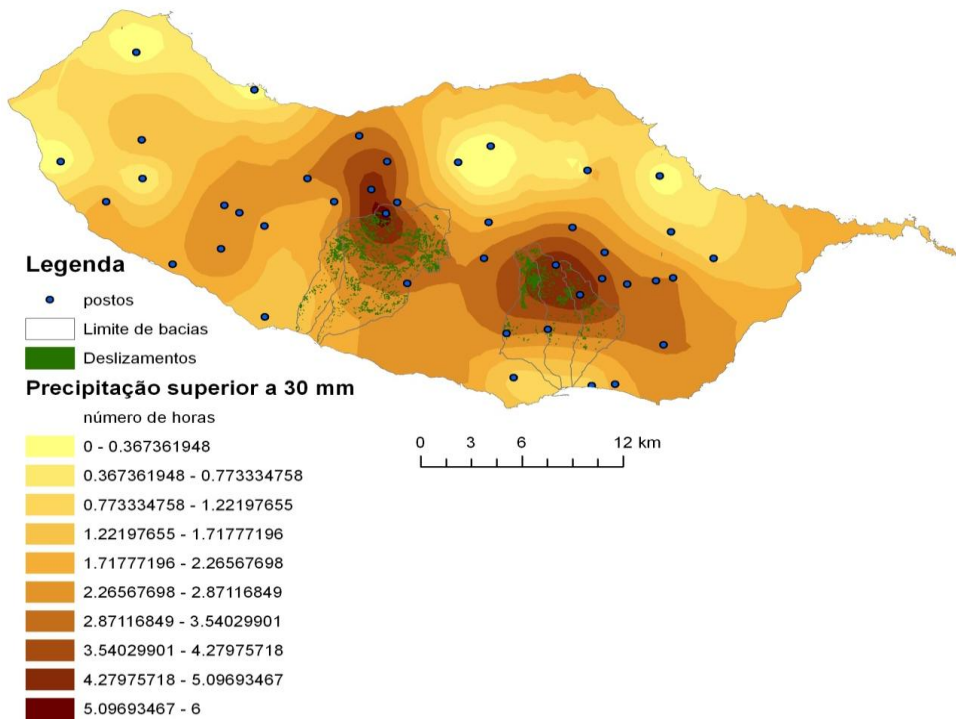 Legenda
postos
Limite de bacias
Deslizamentos
Precipitação superior a 30 mm
número de horas
0 - 0.367361948
0.367361948 - 0.773334758
0.773334758 - 1.22197655
1.22197655 - 1.71777196
1.71777196 - 2.26567698
2.26567698 - 2.87116849
2.87116849 - 3.54029901
3.54029901 - 4.27975718
4.27975718 - 5.09693467
5.09693467 - 6
0 3 6 12 km